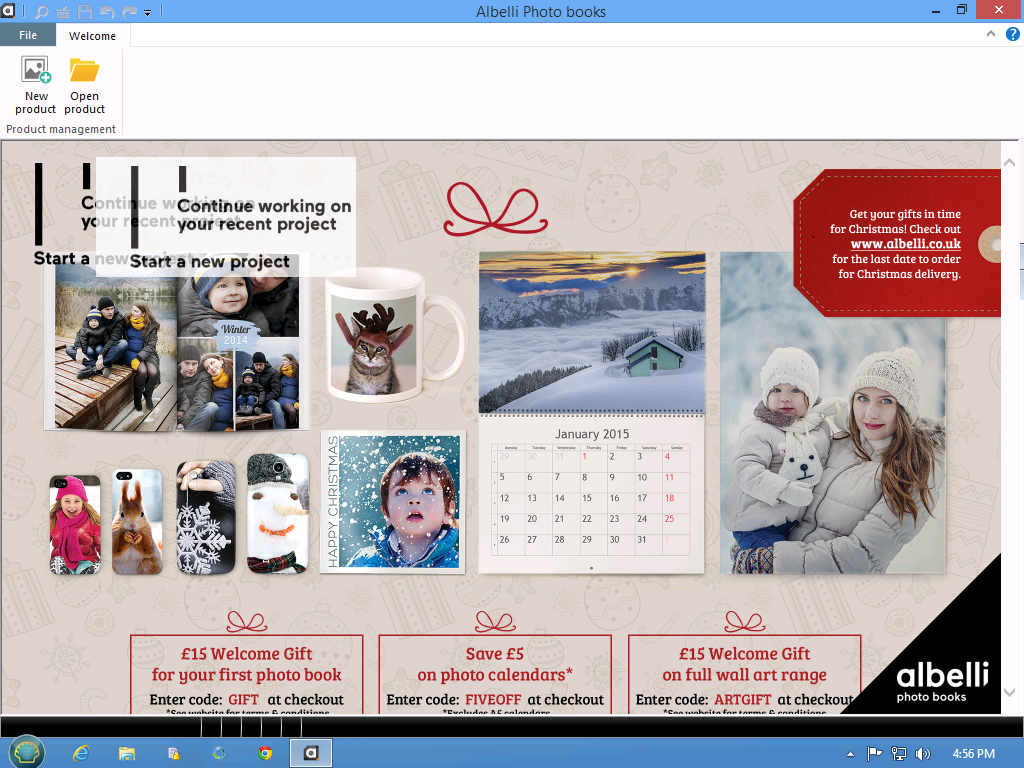 Albelli Photo books
File
Welcome
New
product
Open
product
Product management
Continue working on
your recent project
Start a new project
Continue working on
your recent project
Start a new project
Get your gifts in time
for Christmas! Check out
www.albelli.co.uk
for the last date to order
for Christmas delivery.
Winter
2014
HAPPY CHRISTMAS
January 2015
Monday Tuesday Wednesday Thursday Friday Saturday Sunday
29 30 31 1 2 3 4
5 6 7 8 9 10 11
12 13 14 15 16 17 18
19 20 21 22 23 24 25
26 27 28 29 30 31 1
£15 Welcome Gift
for your first photo book
Enter code: GIFT at checkout
*See website for terms & conditions
Save £5
on photo calendars*
Enter code: FIVEOFF at checkout
*Excludes A5 calendars
£15 Welcome Gift
on full wall art range
Enter code: ARTGIFT at checkout
*See website for terms & conditions
albelli
photo books
4:56 PM